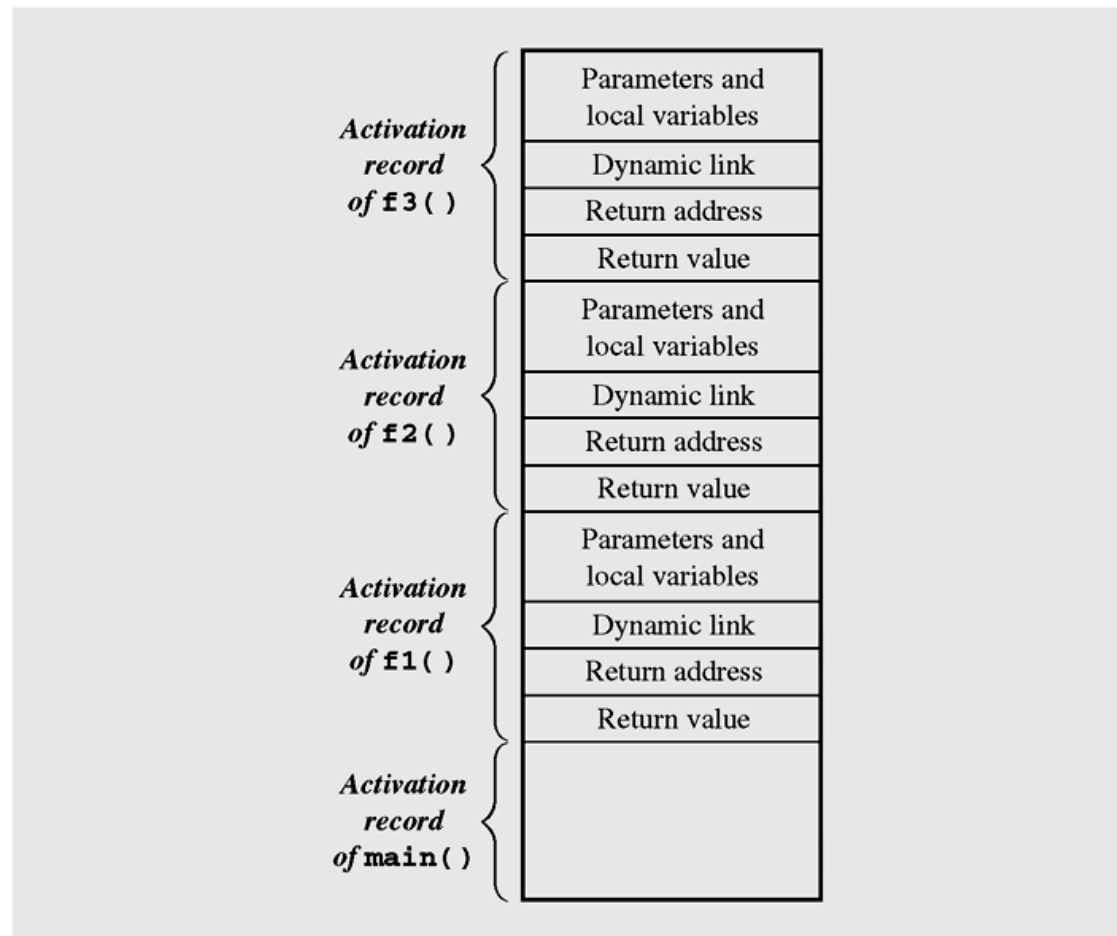 Activation
record
of f3( )
Parameters and
local variables
Dynamic link
Return address
Return value
Activation
record
of f2( )
Parameters and
local variables
Dynamic link
Return address
Return value
Activation
record
of f1( )
Parameters and
local variables
Dynamic link
Return address
Return value
Activation
record
of main( )